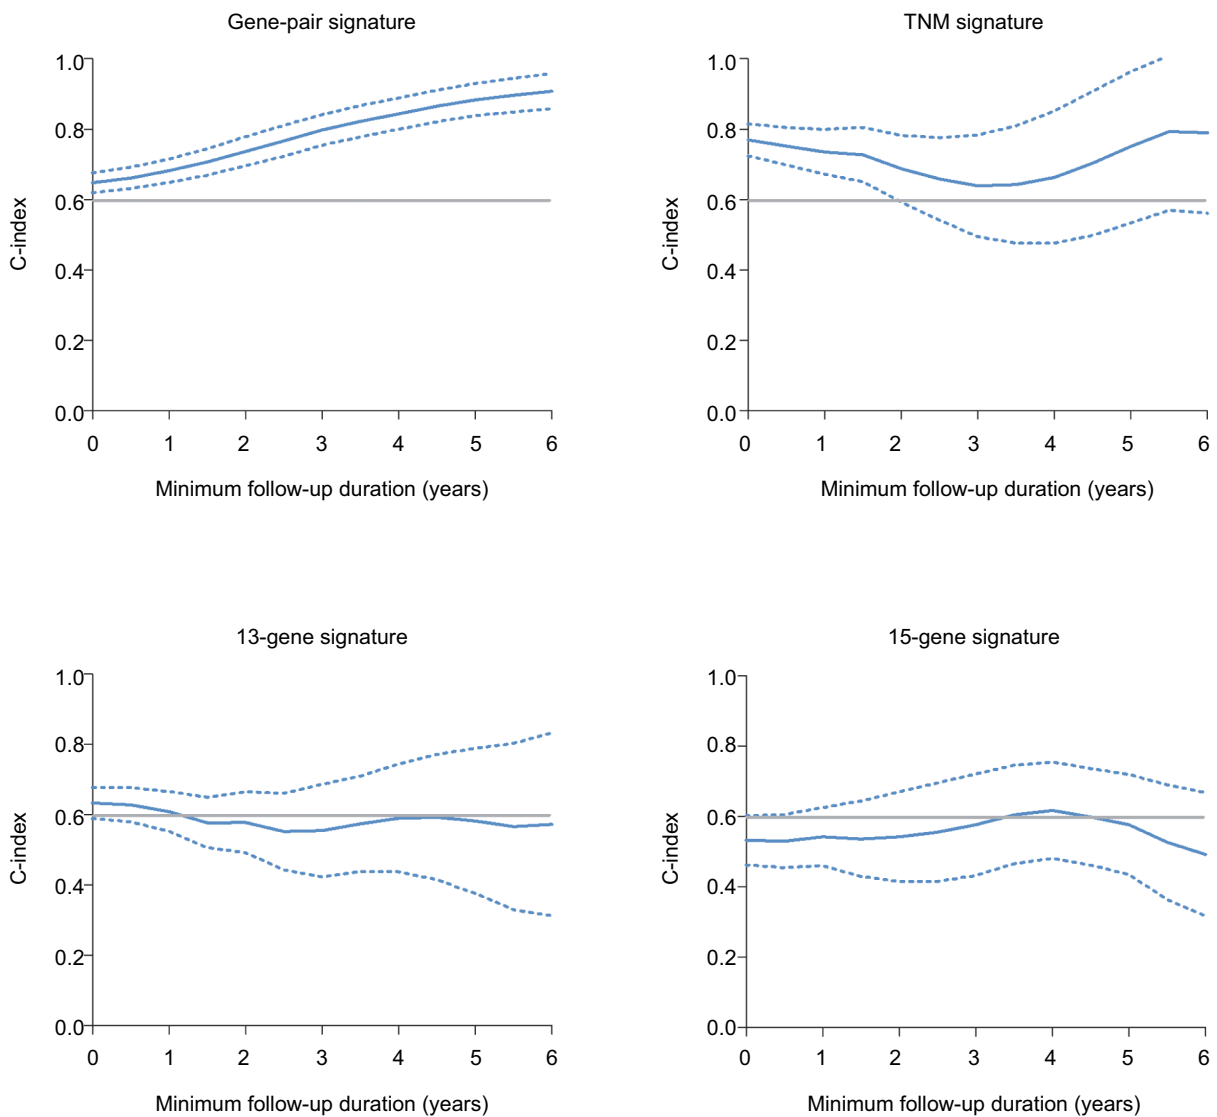 Gene-pair signature
1.0
0.8
0.6
0.4
0.2
0.0
C-index
0 1 2 3 4 5 6
Minimum follow-up duration (years)
TNM signature
1.0
0.8
0.6
0.4
0.2
0.0
C-index
0 1 2 3 4 5 6
Minimum follow-up duration (years)
13-gene signature
1.0
0.8
0.6
0.4
0.2
0.0
C-index
0 1 2 3 4 5 6
Minimum follow-up duration (years)
15-gene signature
1.0
0.8
0.6
0.4
0.2
0.0
C-index
0 1 2 3 4 5 6
Minimum follow-up duration (years)